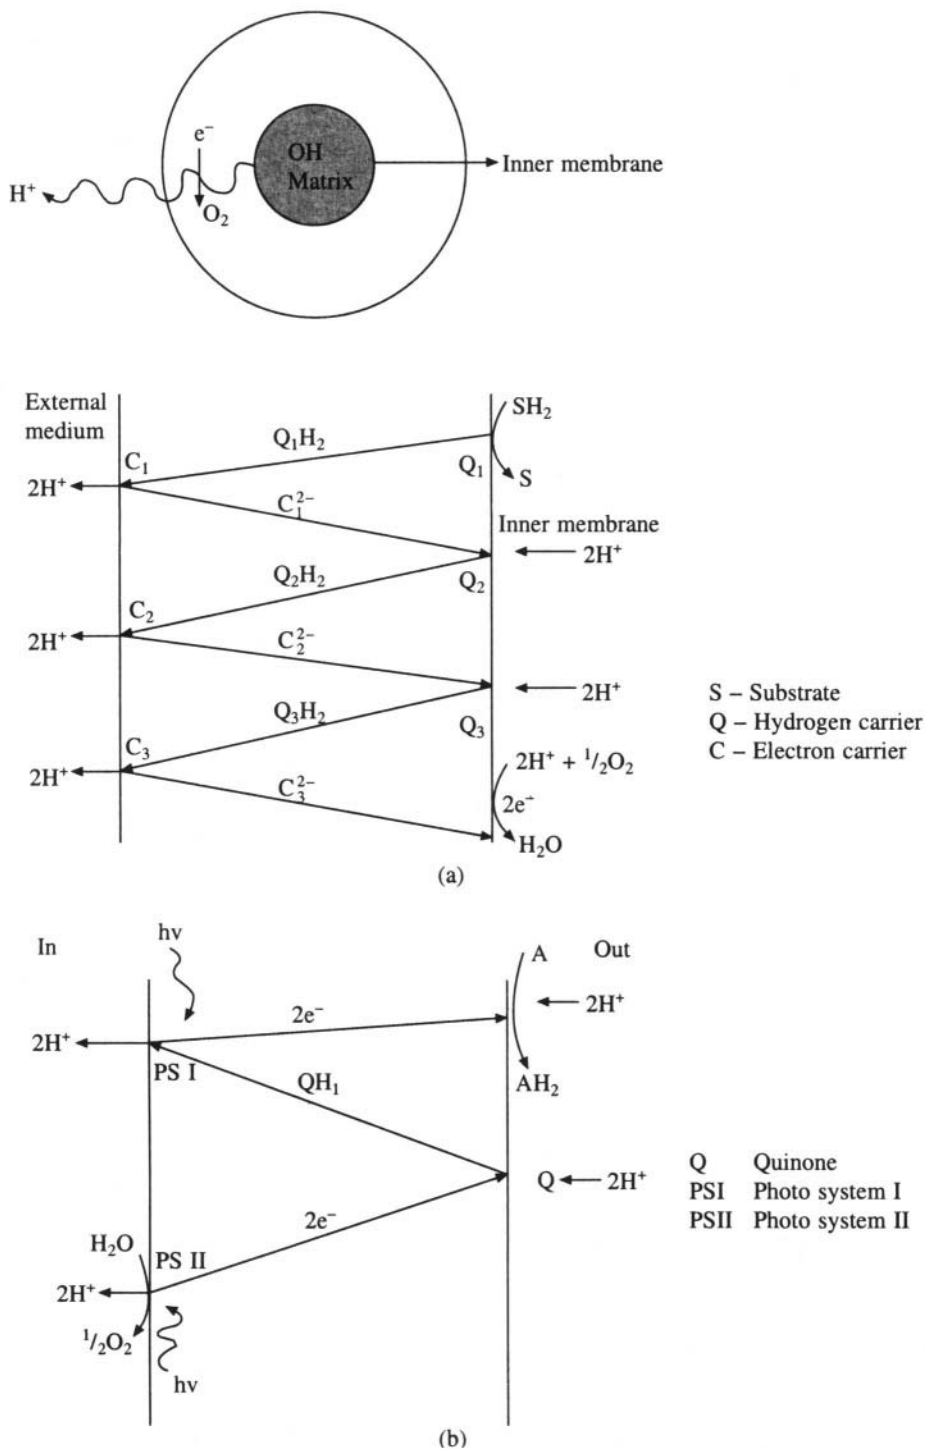 e⁻
OH
Matrix
Inner membrane
H⁺
O₂
External
medium
SH₂
Q₁H₂
C₁
Q₁
S
2H⁺
C₁²⁻
Inner membrane
2H⁺
Q₂H₂
Q₂
C₂
2H⁺
C₂²⁻
2H⁺
Q₃H₂
Q₃
C₃
2H⁺
2H⁺ + ¹/₂O₂
C₃²⁻
2e⁻
H₂O
S – Substrate
Q – Hydrogen carrier
C – Electron carrier
(a)
hv
In
A
Out
2e⁻
2H⁺
2H⁺
PS I
QH₁
AH₂
Q
2H⁺
2e⁻
H₂O
PS II
2H⁺
¹/₂O₂
hv
Q Quinone
PSI Photo system I
PSII Photo system II
(b)